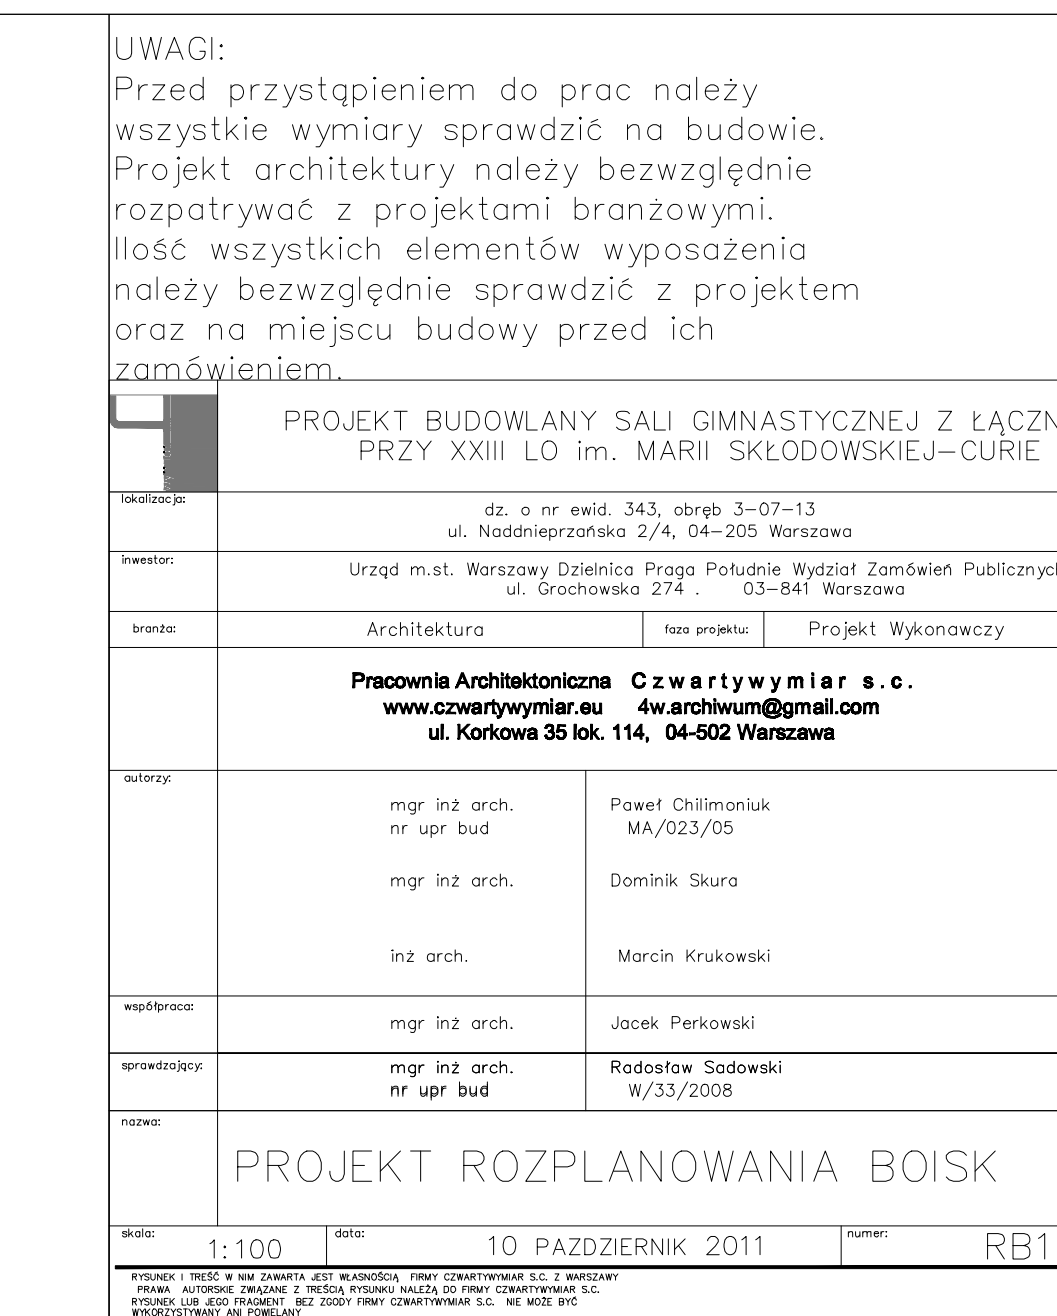 UWAGI:
Przed przystąpieniem do prac należy
wszystkie wymiary sprawdzić na budowie.
Projekt architektury należy bezwzględnie
rozpatrywać z projektami branżowymi.
Ilość wszystkich elementów wyposażenia
należy bezwzględnie sprawdzić z projektem
oraz na miejscu budowy przed ich
zamówieniem.
PROJEKT BUDOWLANY SALI GIMNASTYCZNEJ Z ŁĄCZN
PRZY XXIII LO im. MARII SKŁODOWSKIEJ–CURIE
lokalizacja:
dz. o nr ewid. 343, obręb 3–07–13
ul. Naddnieprzańska 2/4, 04–205 Warszawa
inwestor:
Urząd m.st. Warszawy Dzielnica Praga Południe Wydział Zamówień Publicznych
ul. Grochowska 274 . 03–841 Warszawa
branża: Architektura faza projektu: Projekt Wykonawczy
Pracownia Architektoniczna Czwartywymiar s.c.
www.czwartywymiar.eu 4w.archiwum@gmail.com
ul. Korkowa 35 lok. 114, 04-502 Warszawa
autorzy:
mgr inż arch. Paweł Chilimoniuk
nr upr bud MA/023/05
mgr inż arch. Dominik Skura
inż arch. Marcin Krukowski
współpraca:
mgr inż arch. Jacek Perkowski
sprawdzający:
mgr inż arch. Radosław Sadowski
nr upr bud W/33/2008
nazwa:
PROJEKT ROZPLANOWANIA BOISK
skala: 1:100 data: 10 PAZDZIERNIK 2011 numer: RB1
RYSUNEK I TREŚĆ W NIM ZAWARTA JEST WŁASNOŚCIĄ FIRMY CZWARTYWYMIAR S.C. Z WARSZAWY
PRAWA AUTORSKIE ZWIĄZANE Z TREŚCIĄ RYSUNKU NALEŻĄ DO FIRMY CZWARTYWYMIAR S.C.
RYSUNEK LUB JEGO FRAGMENT BEZ ZGODY FIRMY CZWARTYWYMIAR S.C. NIE MOŻE BYĆ
WYKORZYSTYWANY ANI POWIELANY